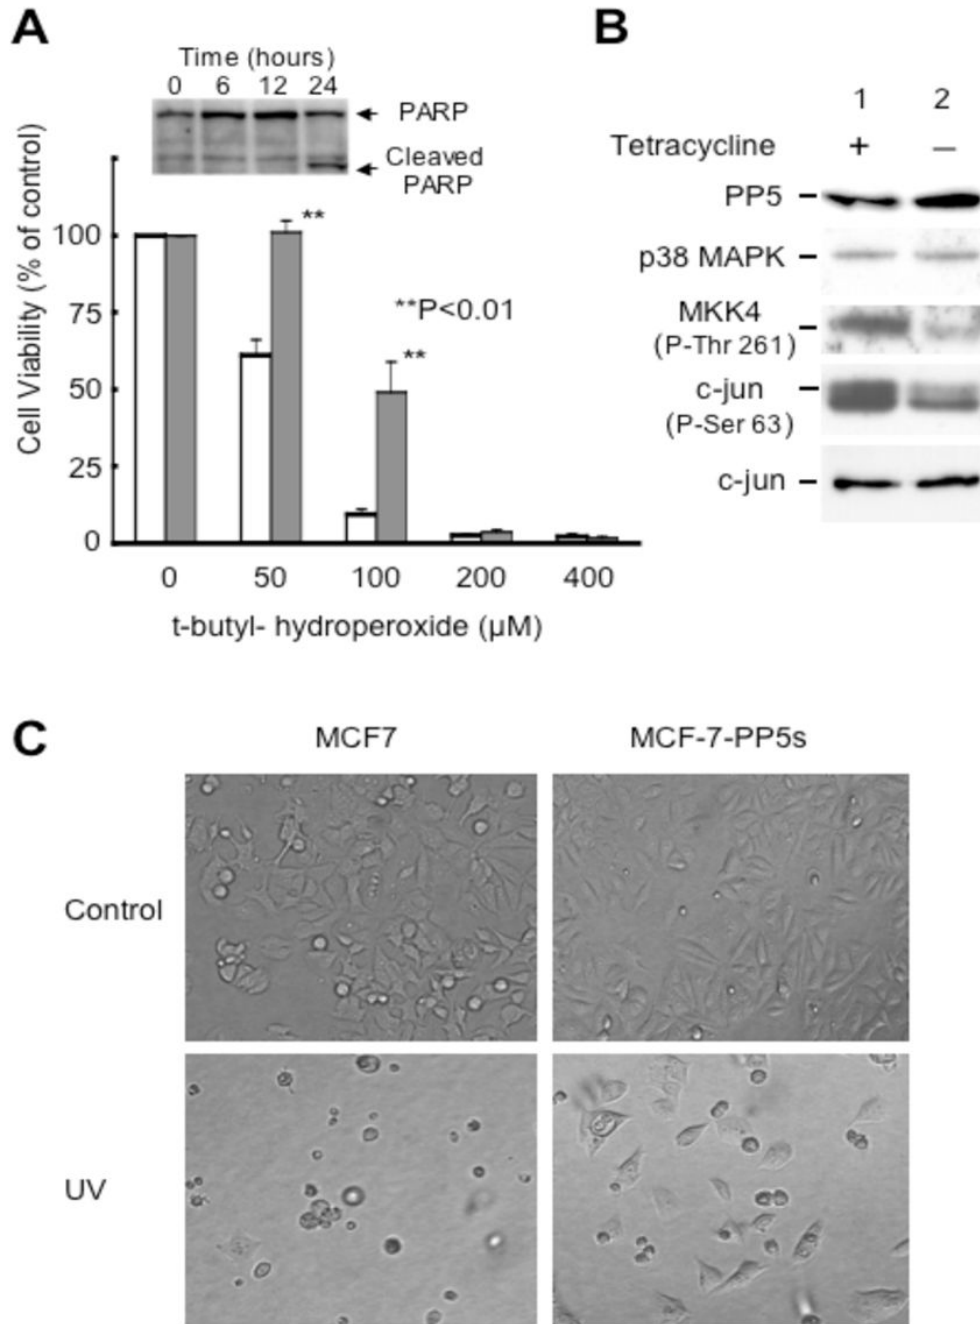 A
Time (hours)
0 6 12 24
PARP
Cleaved
PARP
Cell Viability (% of control)
100
75
50
25
0
**
**P<0.01
**
0 50 100 200 400
t-butyl- hydroperoxide (µM)
B
1 2
Tetracycline + –
PP5
p38 MAPK
MKK4
(P-Thr 261)
c-jun
(P-Ser 63)
c-jun
C
MCF7 MCF-7-PP5s
Control
UV